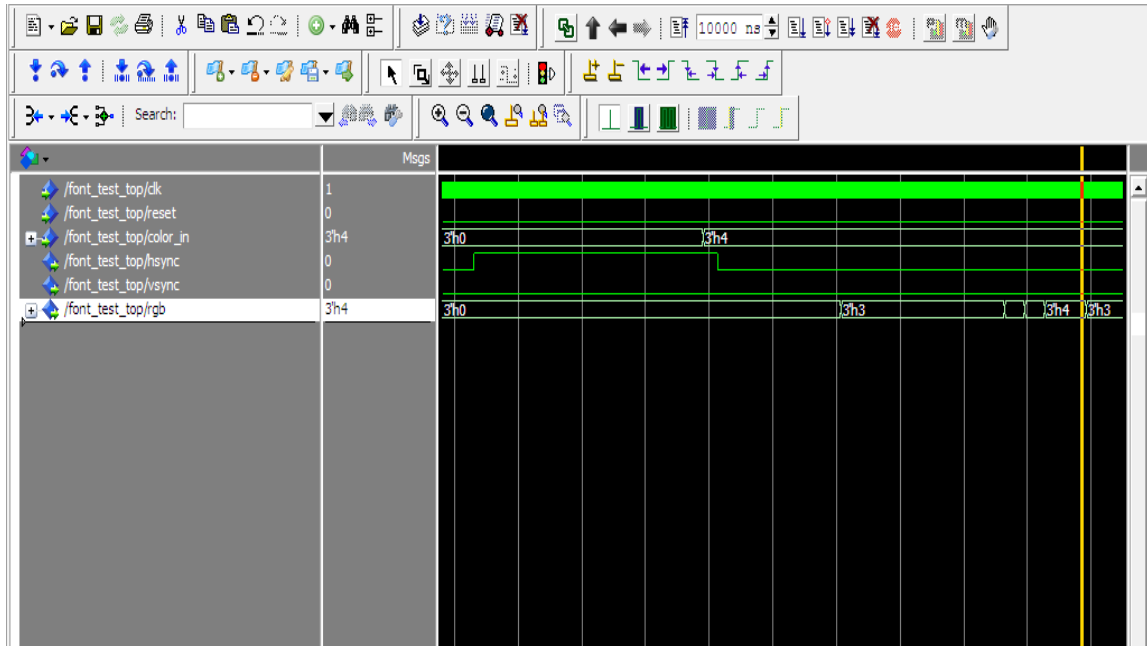 10000 ns
Search:
Msgs
/font_test_top/clk 1
/font_test_top/reset 0
/font_test_top/color_in 3'h4 3'h0 3'h4
/font_test_top/hsync 0
/font_test_top/vsync 0
/font_test_top/rgb 3'h4 3'h0 3'h3 3'h4 3'h3